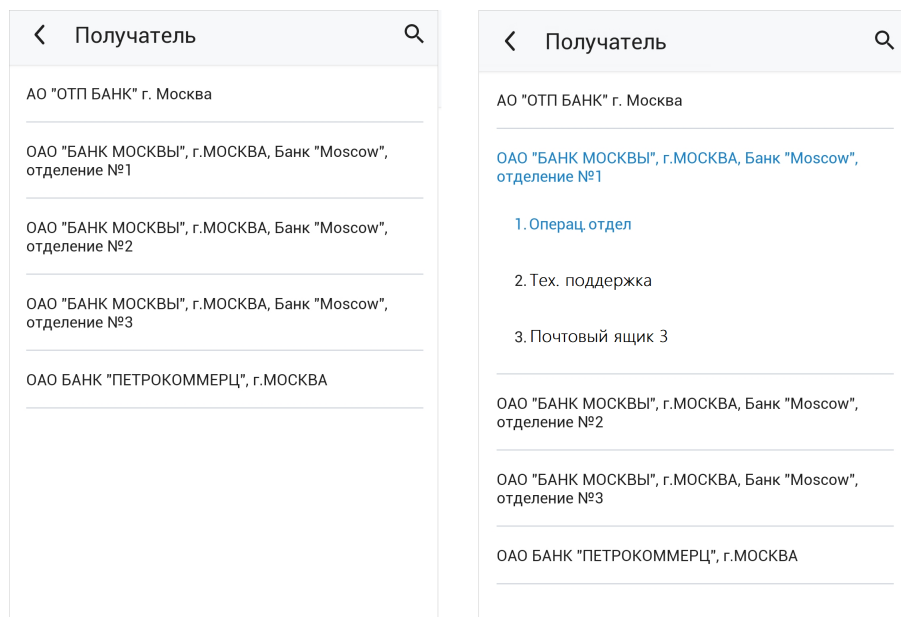 Получатель
АО "ОТП БАНК" г. Москва
ОАО "БАНК МОСКВЫ", г.МОСКВА, Банк "Moscow",
отделение №1
ОАО "БАНК МОСКВЫ", г.МОСКВА, Банк "Moscow",
отделение №2
ОАО "БАНК МОСКВЫ", г.МОСКВА, Банк "Moscow",
отделение №3
ОАО БАНК "ПЕТРОКОММЕРЦ", г.МОСКВА
Получатель
АО "ОТП БАНК" г. Москва
ОАО "БАНК МОСКВЫ", г.МОСКВА, Банк "Moscow",
отделение №1
1. Операц. отдел
2. Тех. поддержка
3. Почтовый ящик 3
ОАО "БАНК МОСКВЫ", г.МОСКВА, Банк "Moscow",
отделение №2
ОАО "БАНК МОСКВЫ", г.МОСКВА, Банк "Moscow",
отделение №3
ОАО БАНК "ПЕТРОКОММЕРЦ", г.МОСКВА